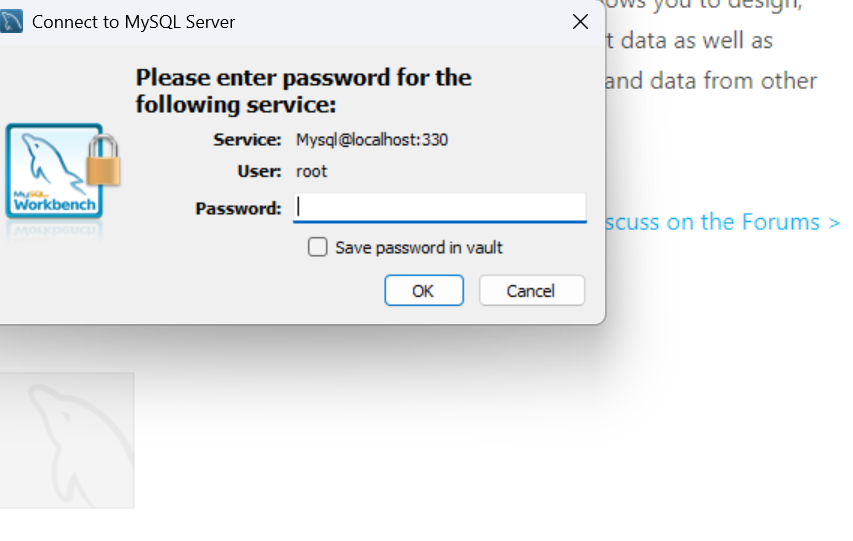 Connect to MySQL Server
ows you to design,
t data as well as
and data from other
Please enter password for the
following service:
Service: Mysql@localhost:330
User: root
MySQL
Workbench
Password:
scuss on the Forums >
Save password in vault
OK
Cancel